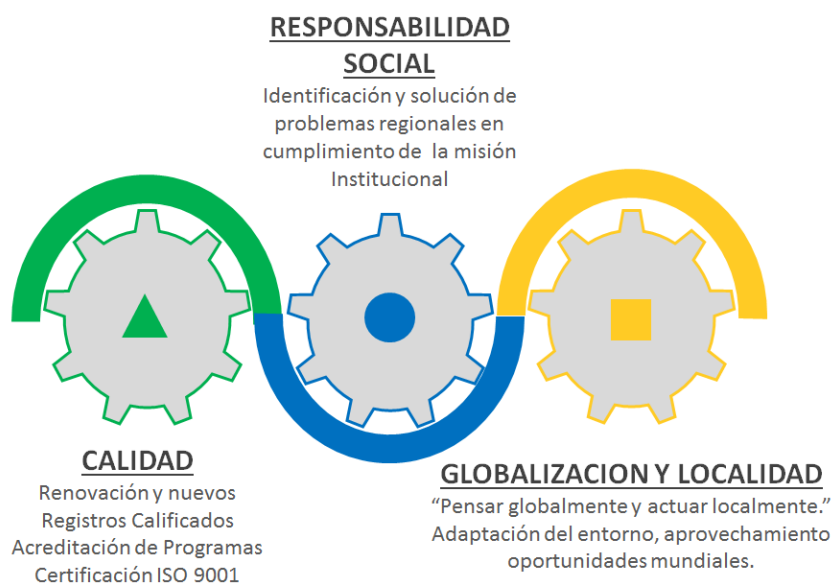 RESPONSABILIDAD
SOCIAL
Identificación y solución de
problemas regionales en
cumplimiento de la misión
Institucional
CALIDAD
Renovación y nuevos
Registros Calificados
Acreditación de Programas
Certificación ISO 9001
GLOBALIZACION Y LOCALIDAD
“Pensar globalmente y actuar localmente.”
Adaptación del entorno, aprovechamiento
oportunidades mundiales.